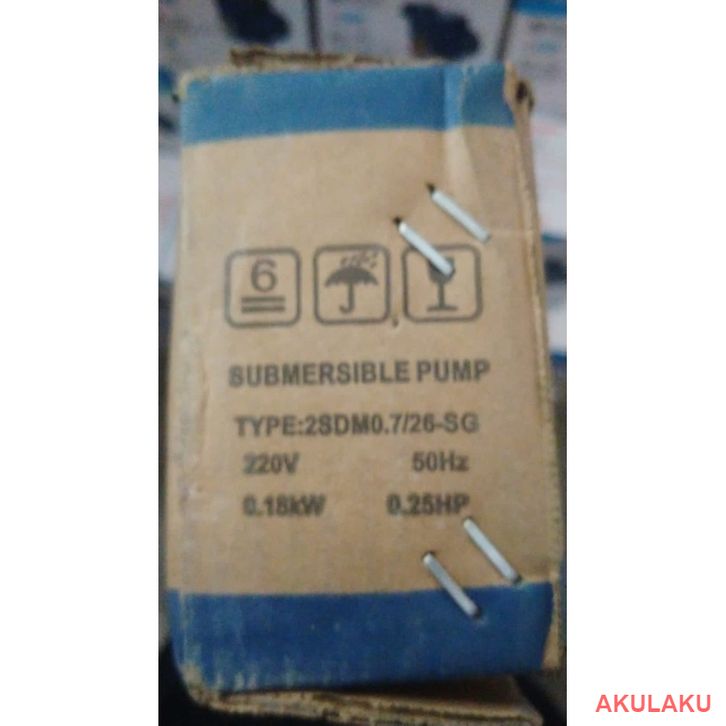 6
SUBMERSIBLE PUMP
TYPE:2SDM0.7/26-SG
220V 50Hz
0.18kW 0.25HP
AKULAKU